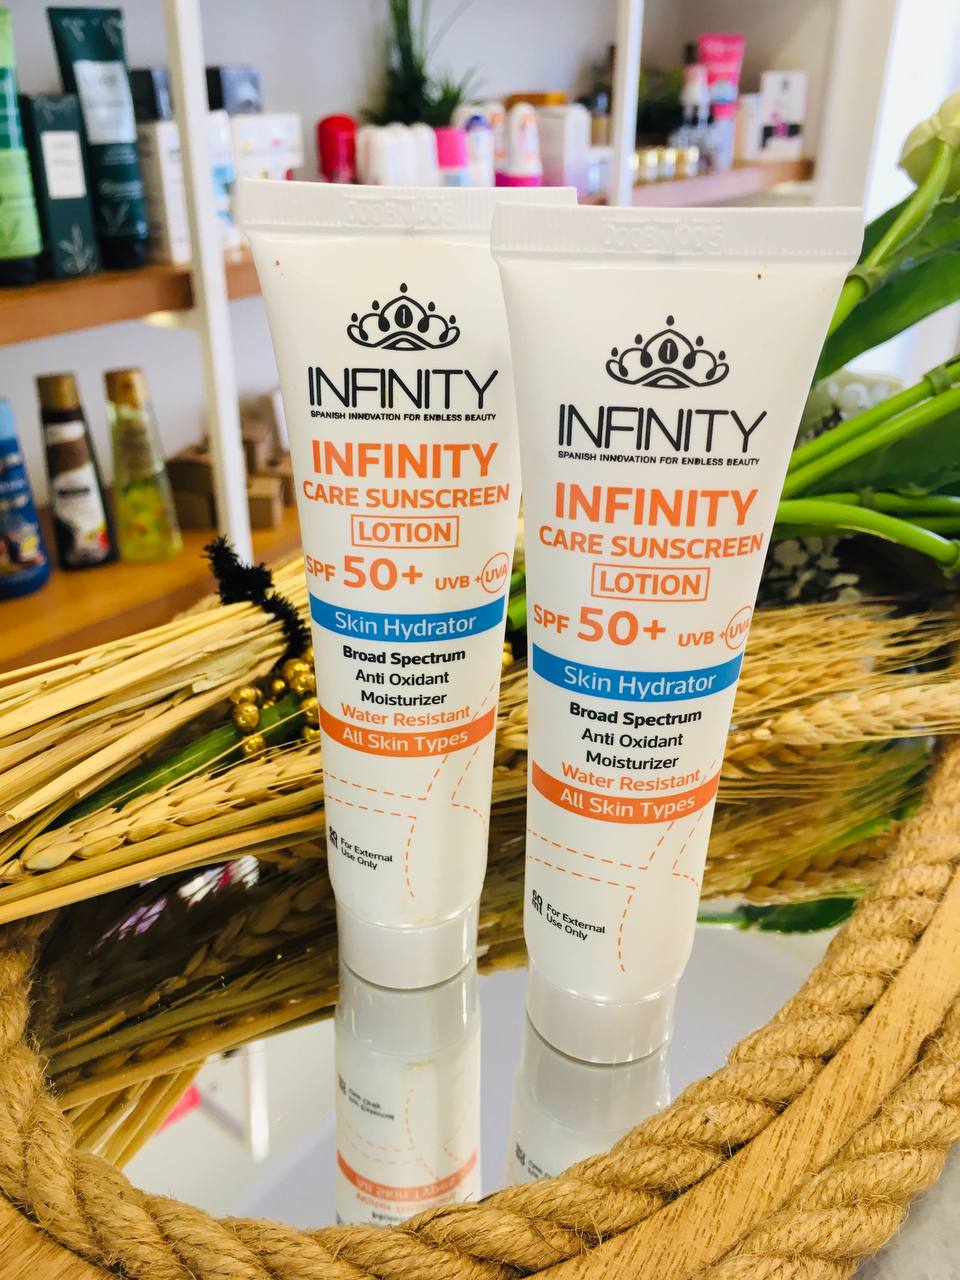 INFINITY
SPANISH INNOVATION FOR ENDLESS BEAUTY
INFINITY
CARE SUNSCREEN
LOTION
SPF 50+ UVB + UVA
Skin Hydrator
Broad Spectrum
Anti Oxidant
Moisturizer
Water Resistant
All Skin Types
For External
Use Only
INFINITY
SPANISH INNOVATION FOR ENDLESS BEAUTY
INFINITY
CARE SUNSCREEN
LOTION
SPF 50+ UVB + UVA
Skin Hydrator
Broad Spectrum
Anti Oxidant
Moisturizer
Water Resistant
All Skin Types
60 ml
For External
Use Only